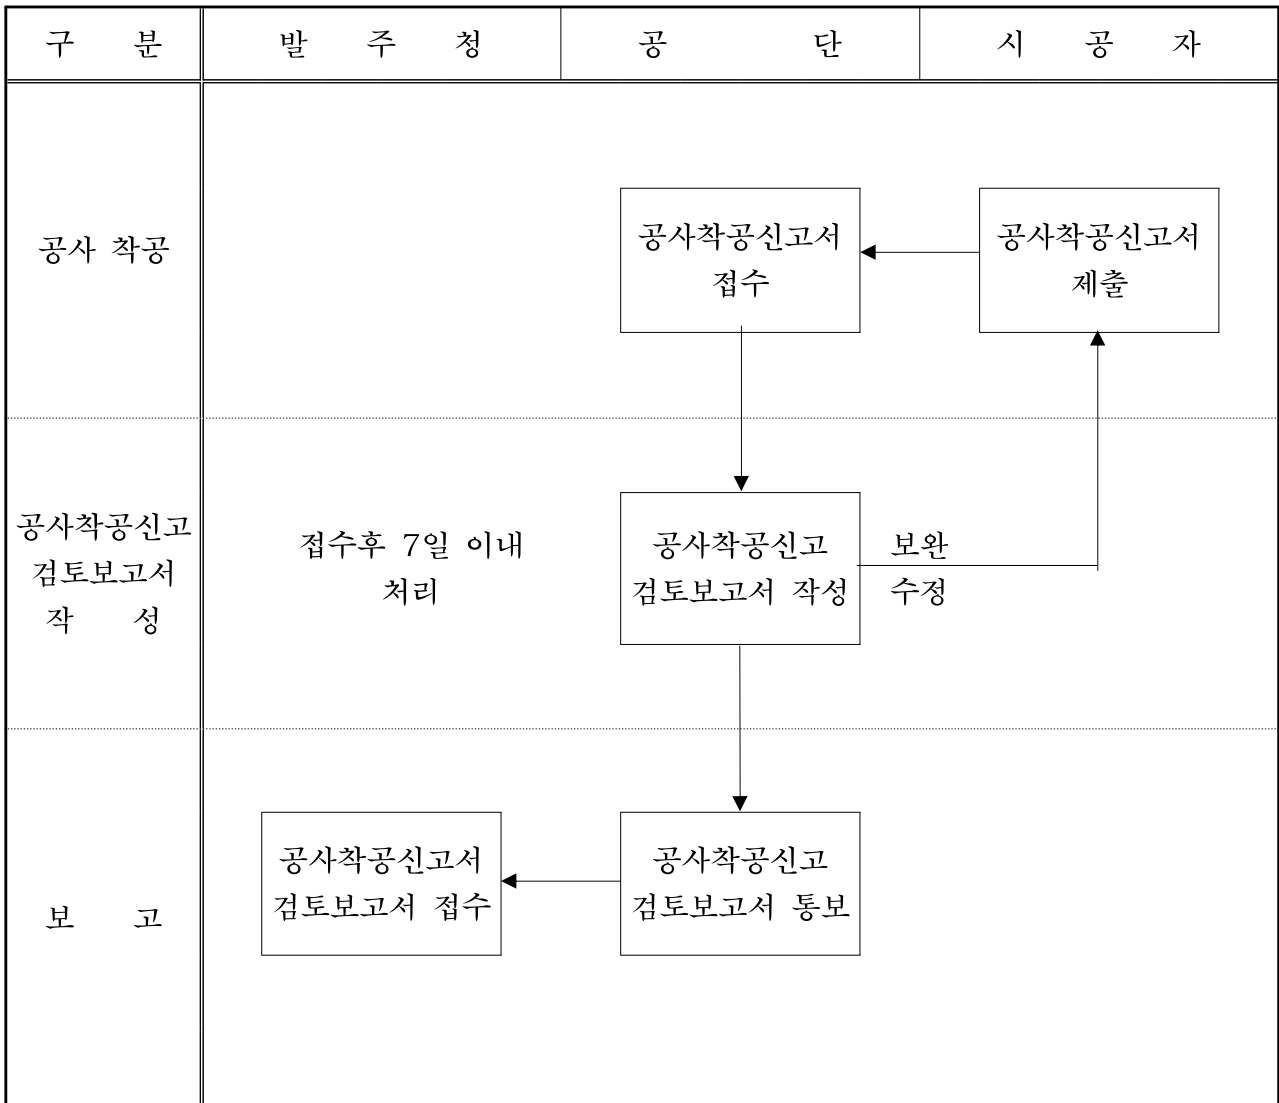 구 분
발 주 청
공 단
시 공 자
공사 착공
공사착공신고서
접수
공사착공신고서
제출
공사착공신고
검토보고서
작 성
접수후 7일 이내
처리
공사착공신고
검토보고서 작성
보완
수정
보 고
공사착공신고서
검토보고서 접수
공사착공신고
검토보고서 통보